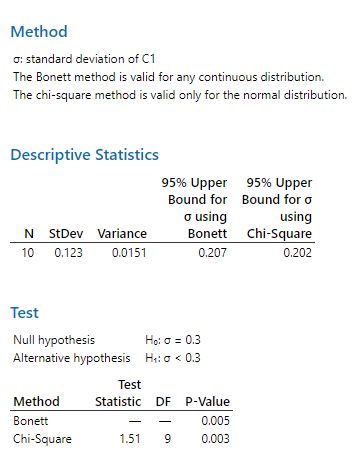 Method
σ: standard deviation of C1
The Bonett method is valid for any continuous distribution.
The chi-square method is valid only for the normal distribution.
Descriptive Statistics
95% Upper 95% Upper
Bound for Bound for σ
σ using using
N StDev Variance Bonett Chi-Square
10 0.123 0.0151 0.207 0.202
Test
Null hypothesis H₀: σ = 0.3
Alternative hypothesis H₁: σ < 0.3
Test
Method Statistic DF P-Value
Bonett — — 0.005
Chi-Square 1.51 9 0.003